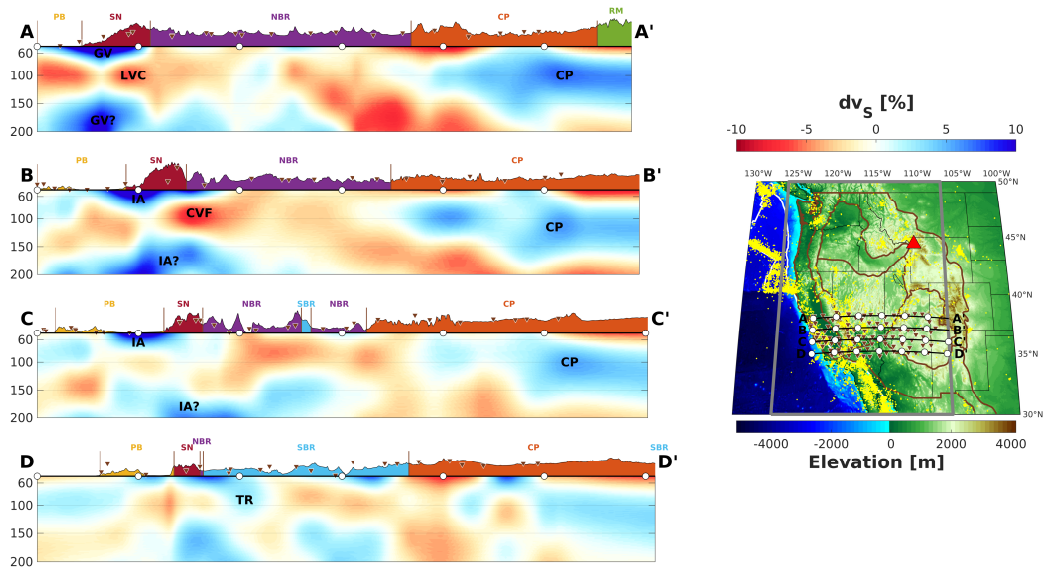 PB SN NBR CP RM
A A'
60
100
150
200
GV
LVC
CP
GV?
PB SN NBR CP
B B'
60
100
150
200
IA
CVF
CP
IA?
PB SN NBR SBR NBR CP
C C'
60
100
150
200
IA
CP
IA?
PB SN NBR SBR CP SBR
D D'
60
100
150
200
TR
dvS [%]
-10 -5 0 5 10
130°W 125°W 120°W 115°W 110°W 105°W 100°W
50°N
45°N
40°N
35°N
30°N
A A'
B B'
C C'
D D'
-4000 -2000 0 2000 4000
Elevation [m]